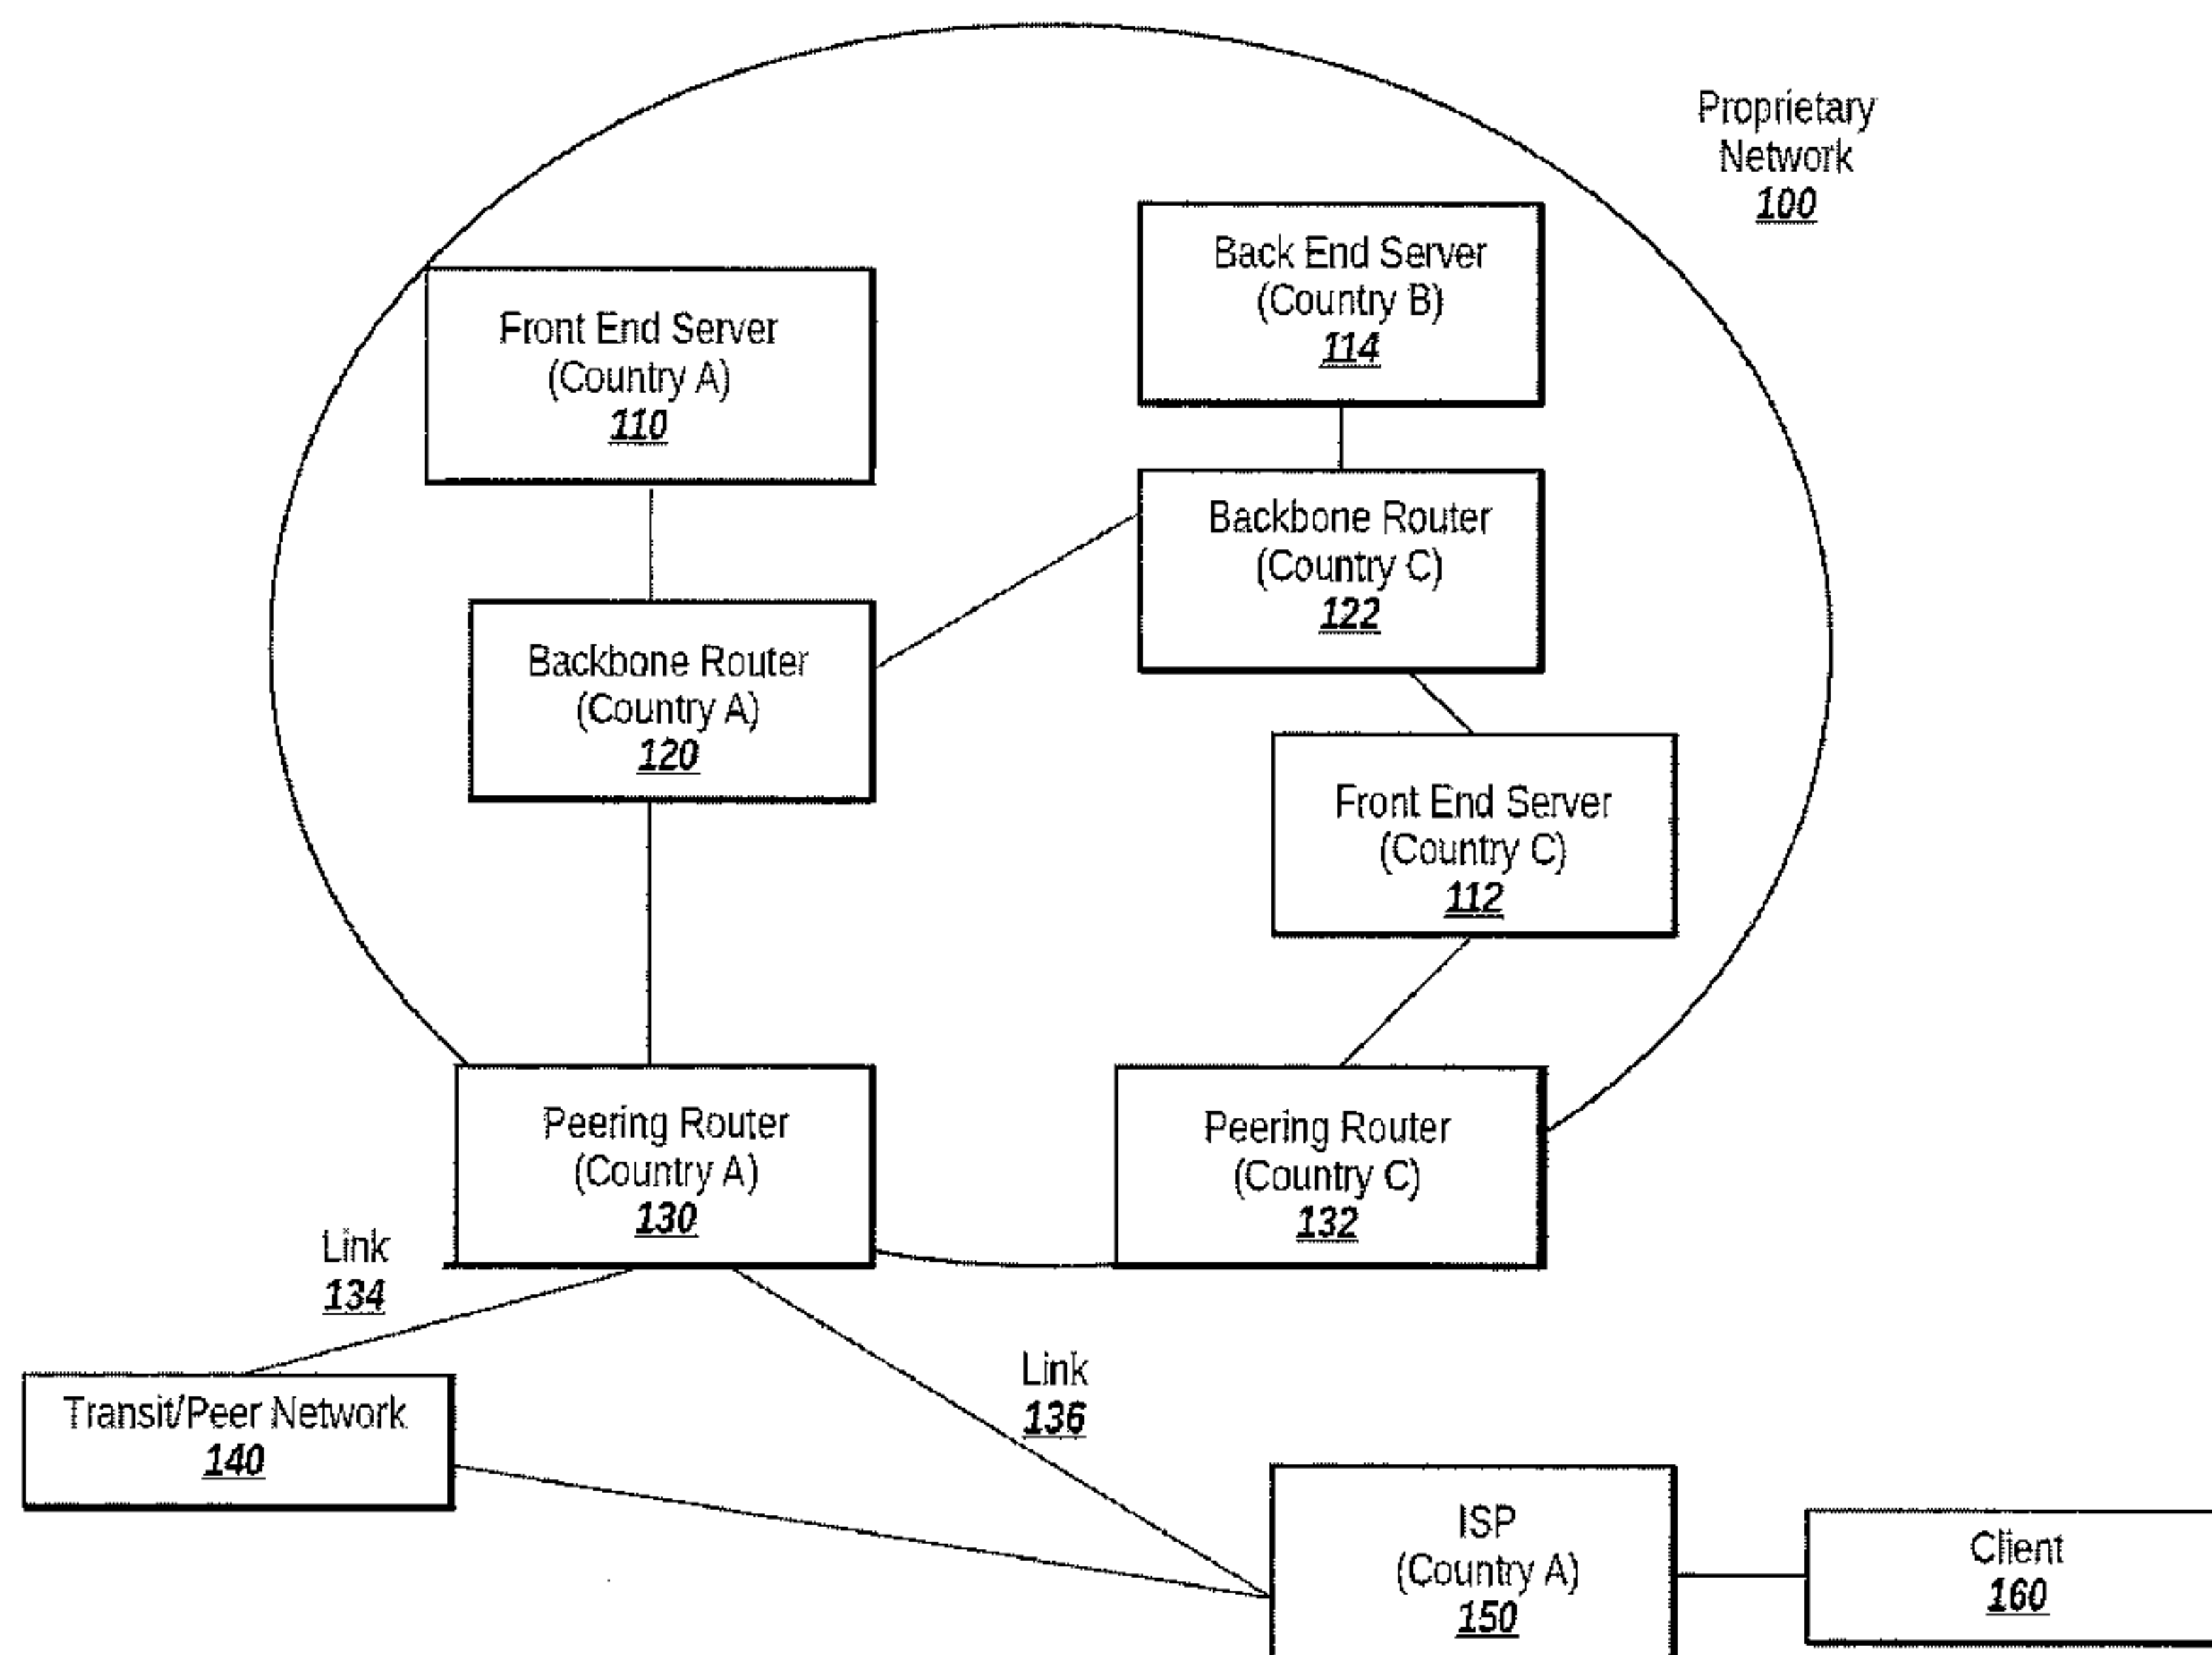 Proprietary
Network
100
Back End Server
(Country B)
114
Front End Server
(Country A)
110
Backbone Router
(Country C)
122
Backbone Router
(Country A)
120
Front End Server
(Country C)
112
Peering Router
(Country A)
130
Peering Router
(Country C)
132
Link
134
Link
136
Transit/Peer Network
140
ISP
(Country A)
150
Client
160